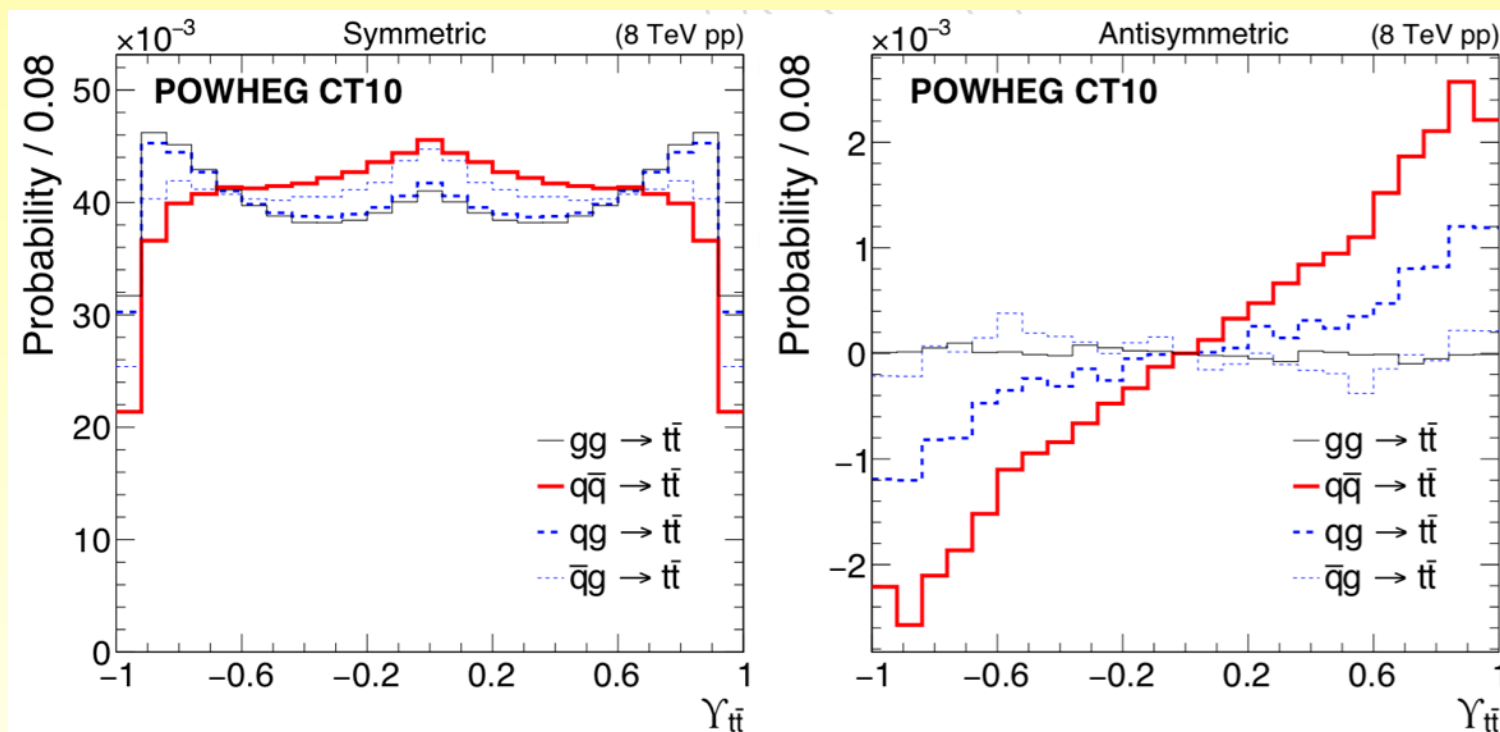 ×10⁻³ Symmetric (8 TeV pp)
POWHEG CT10
Probability / 0.08
50
40
30
20
10
0
gg → tt̄
qq̄ → tt̄
qg → tt̄
q̄g → tt̄
−1 −0.6 −0.2 0.2 0.6 1
ϒtt̄
×10⁻³ Antisymmetric (8 TeV pp)
POWHEG CT10
Probability / 0.08
2
1
0
−1
−2
gg → tt̄
qq̄ → tt̄
qg → tt̄
q̄g → tt̄
−1 −0.6 −0.2 0.2 0.6 1
ϒtt̄